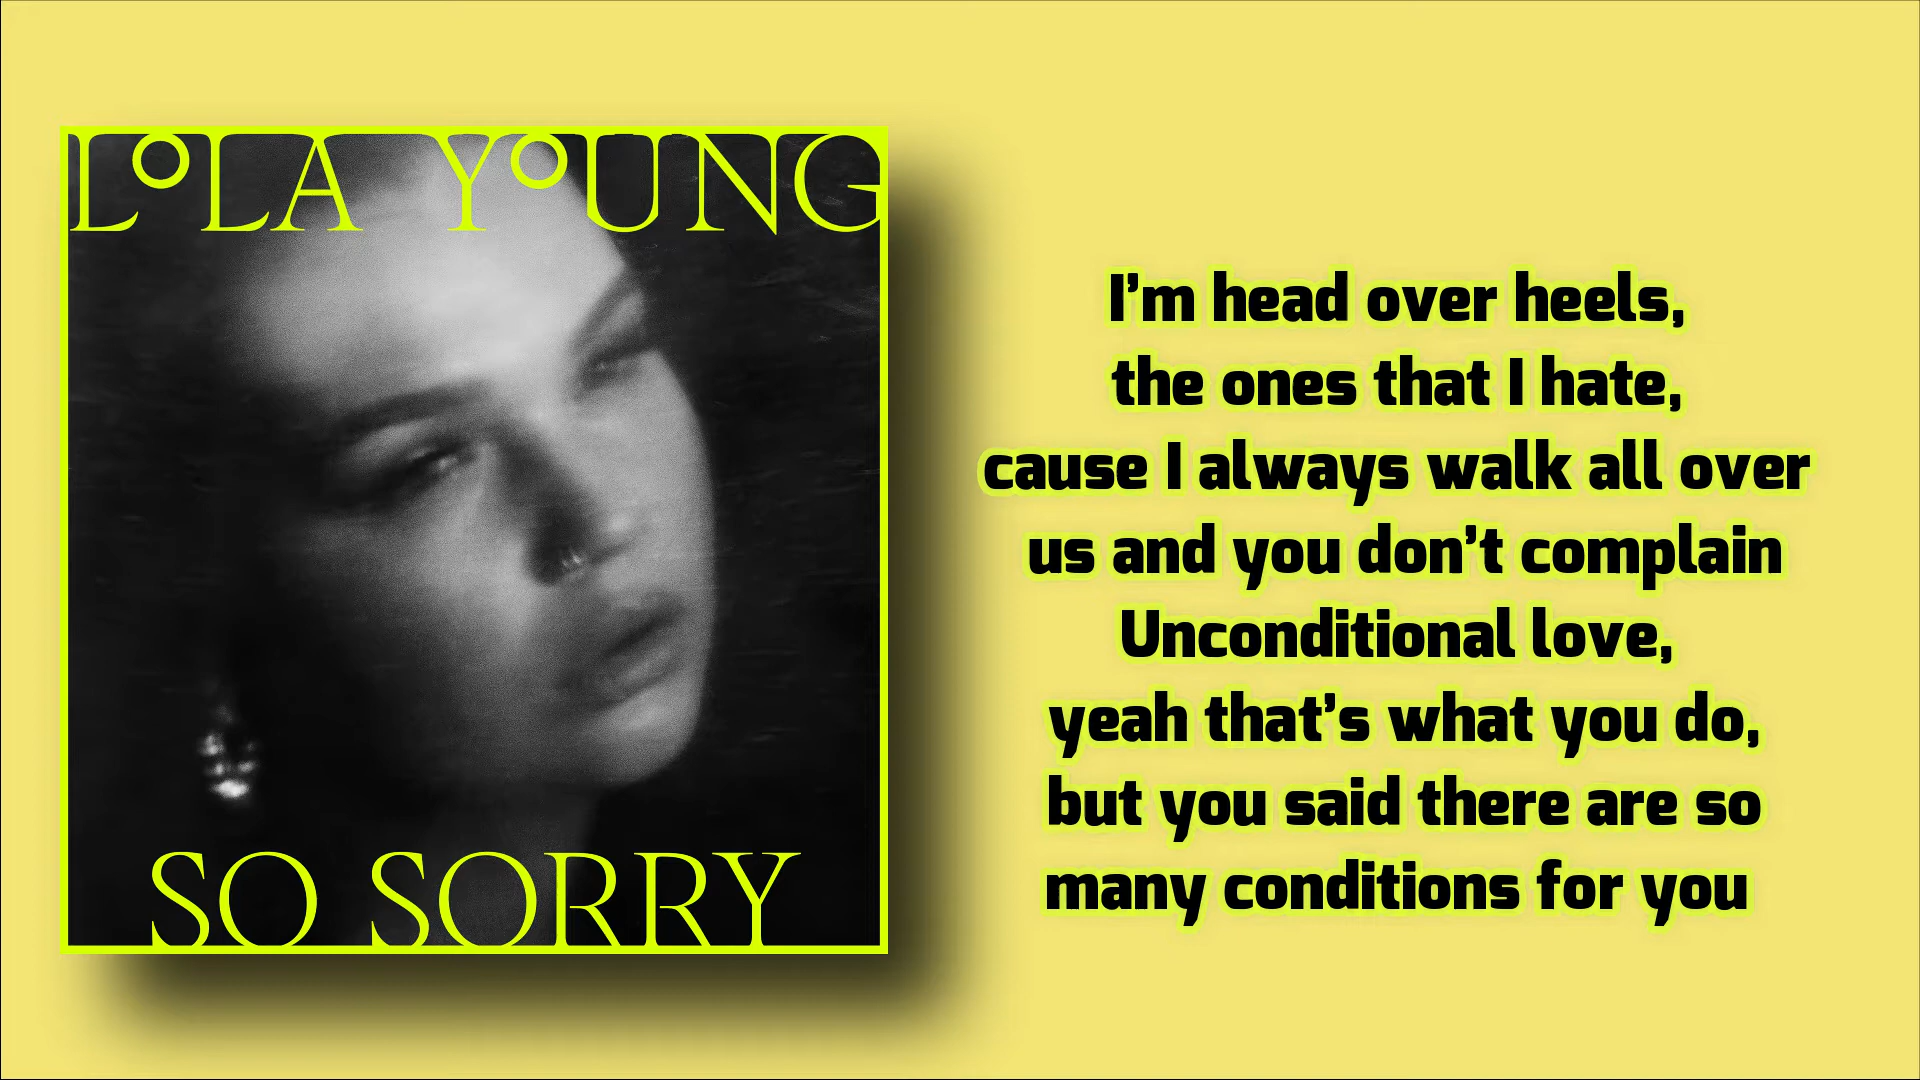 LOLA YOUNG
SO SORRY
I’m head over heels,
the ones that I hate,
cause I always walk all over
us and you don’t complain
Unconditional love,
yeah that’s what you do,
but you said there are so
many conditions for you